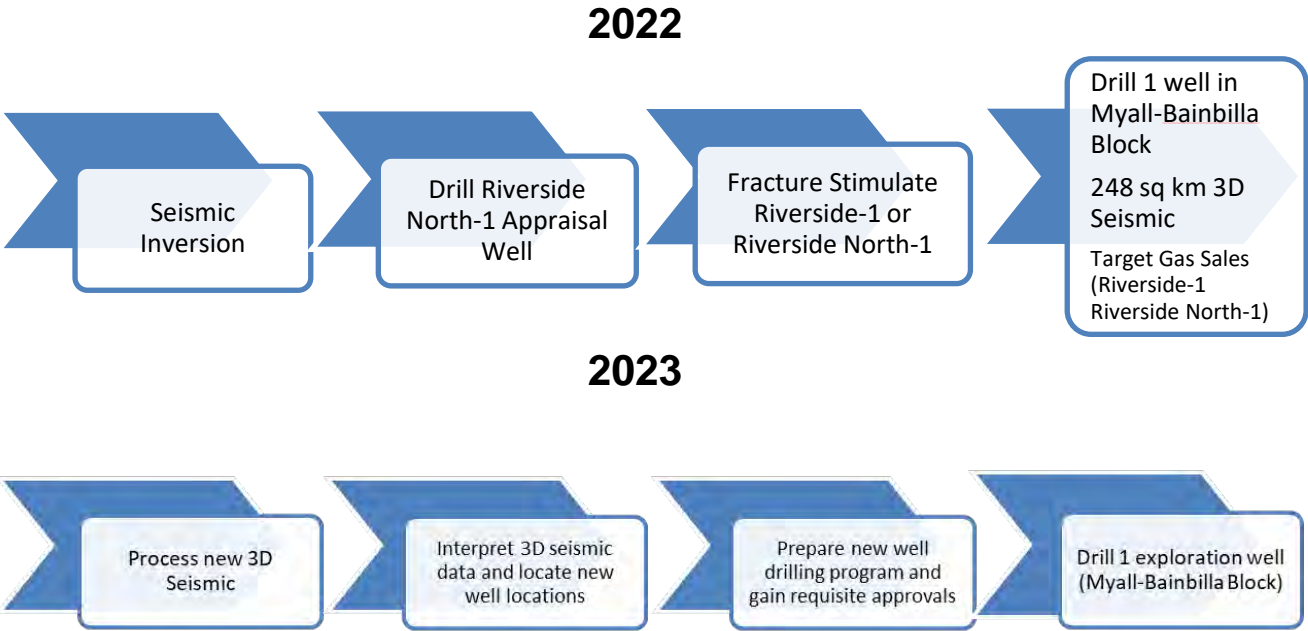 2022
Seismic
Inversion
Drill Riverside
North-1 Appraisal
Well
Fracture Stimulate
Riverside-1 or
Riverside North-1
Drill 1 well in
Myall-Bainbilla
Block
248 sq km 3D
Seismic
Target Gas Sales
(Riverside-1
Riverside North-1)
2023
Process new 3D
Seismic
Interpret 3D seismic
data and locate new
well locations
Prepare new well
drilling program and
gain requisite approvals
Drill 1 exploration well
(Myall-Bainbilla Block)